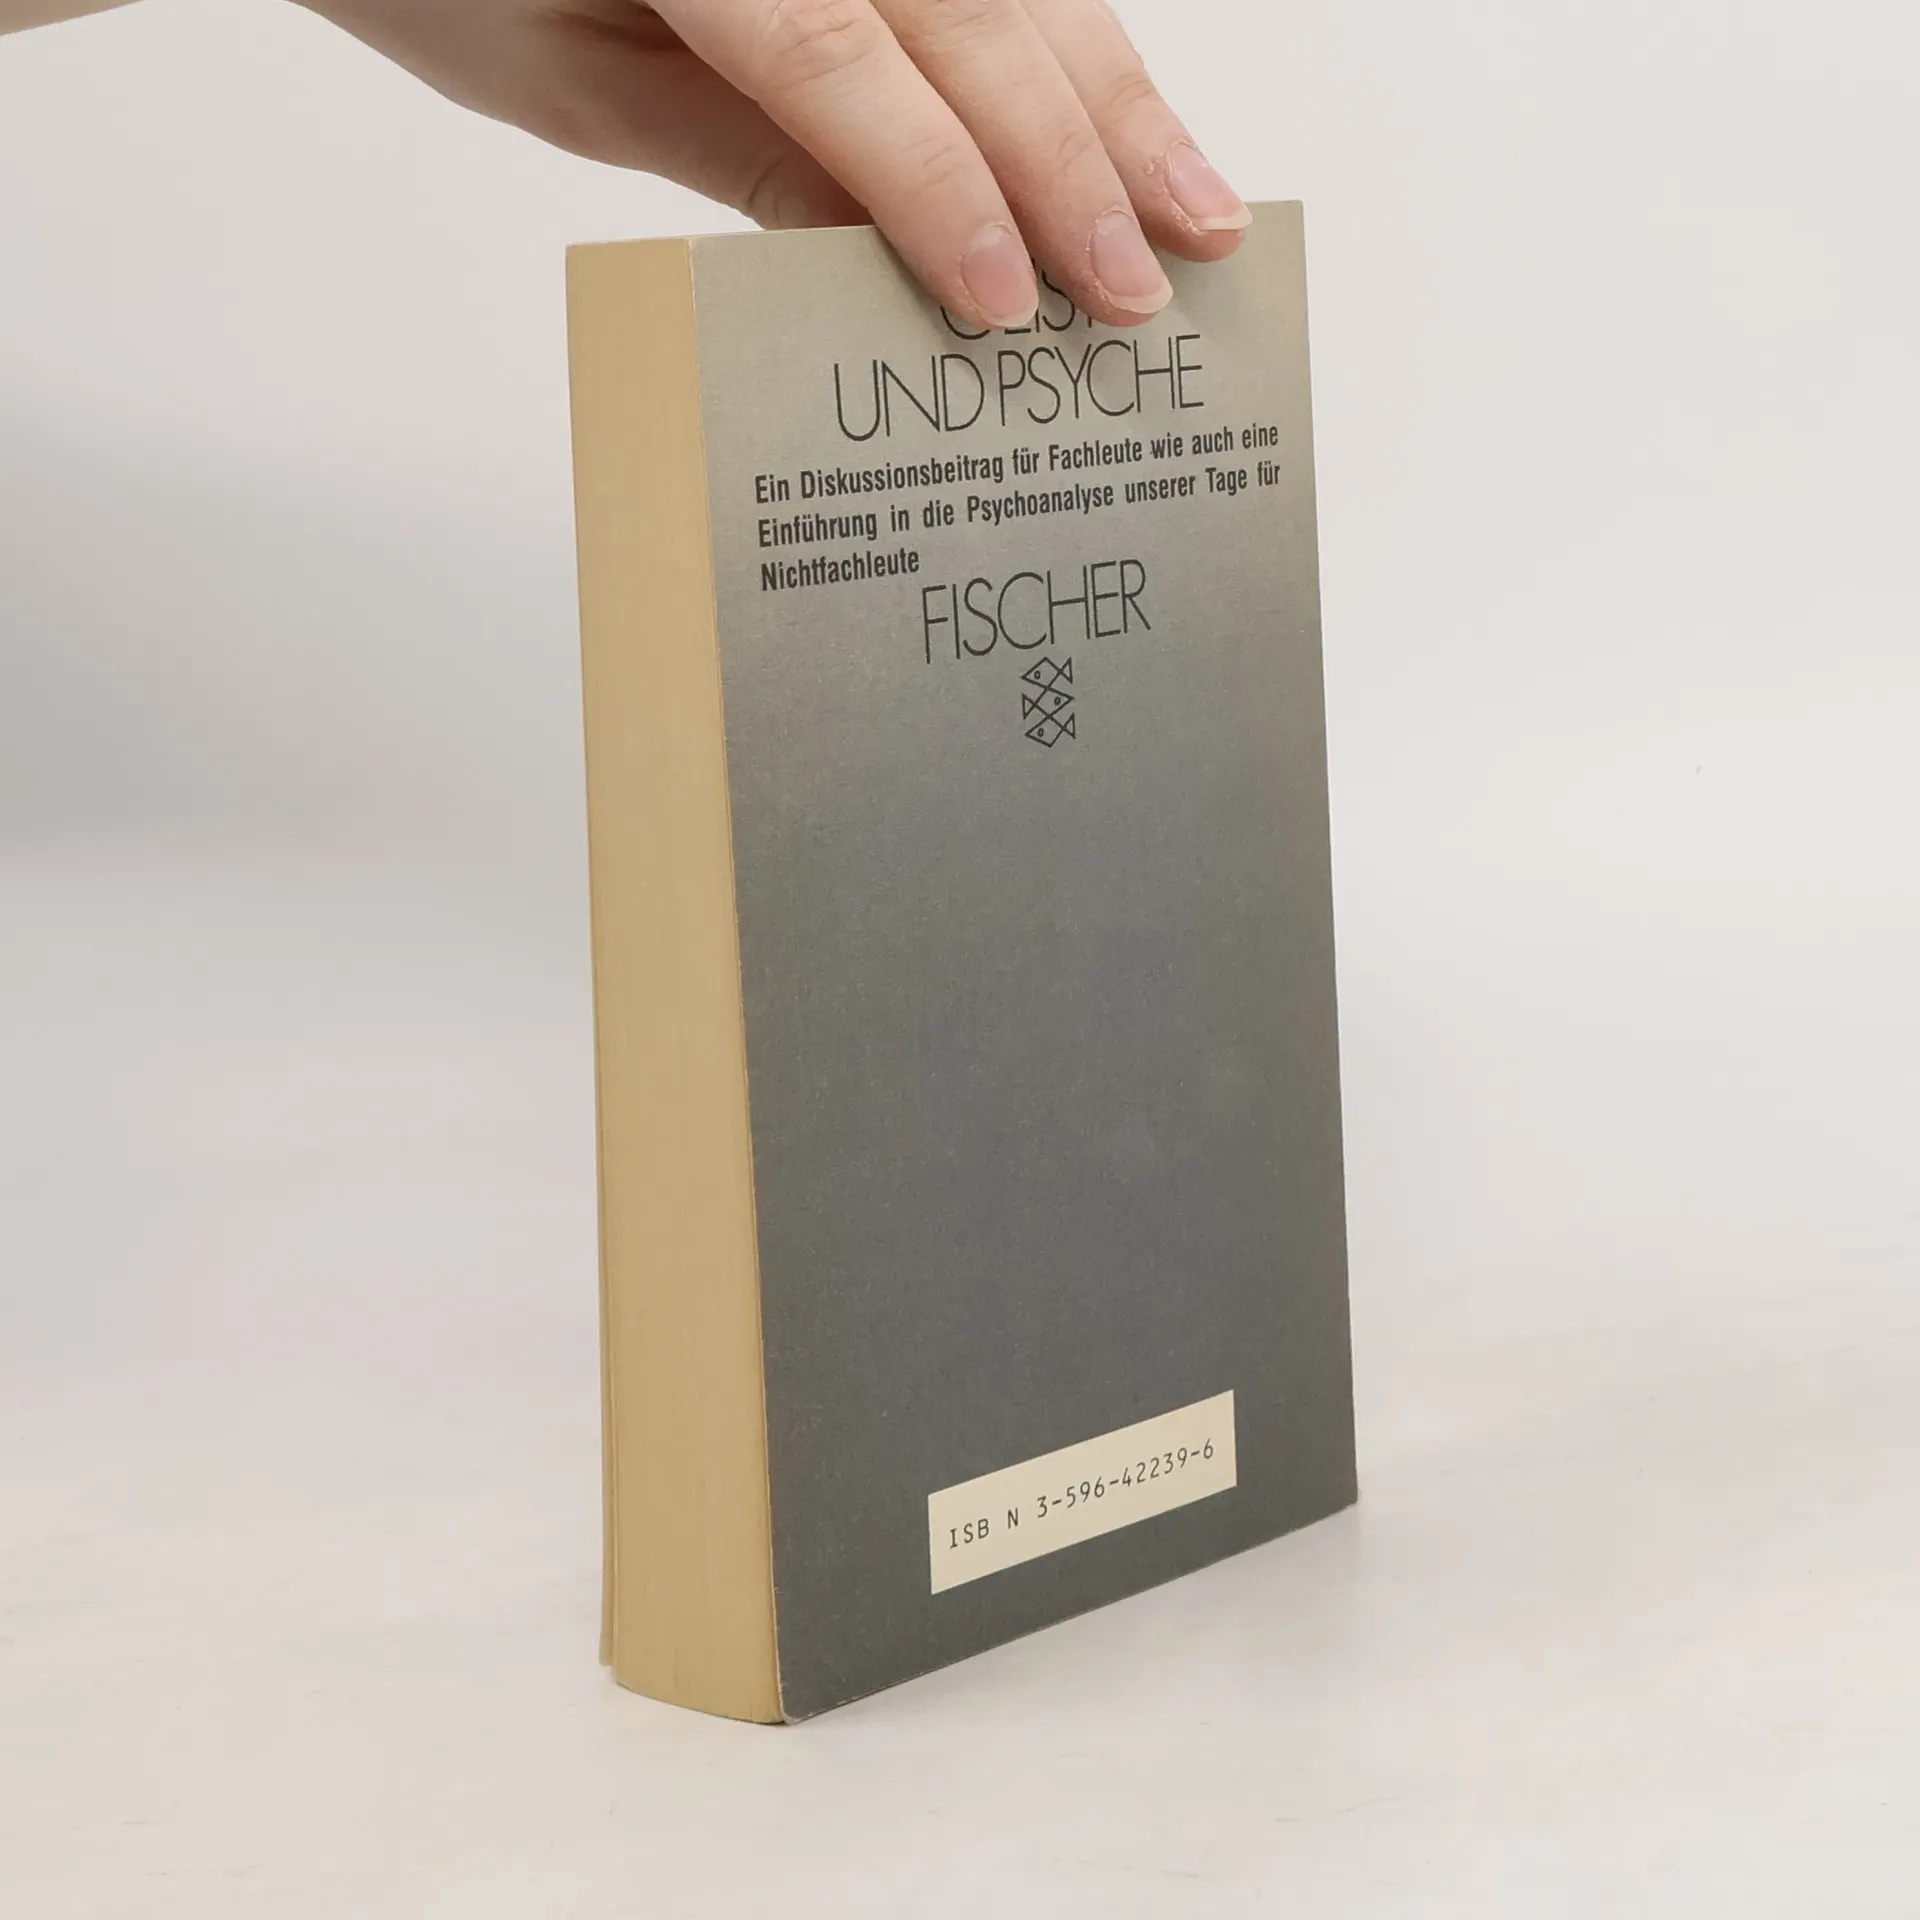 UND PSYCHE
Ein Diskussionsbeitrag für Fachleute wie auch eine
Einführung in die Psychoanalyse unserer Tage für
Nichtfachleute
FISCHER
ISB N 3-596-42239-6